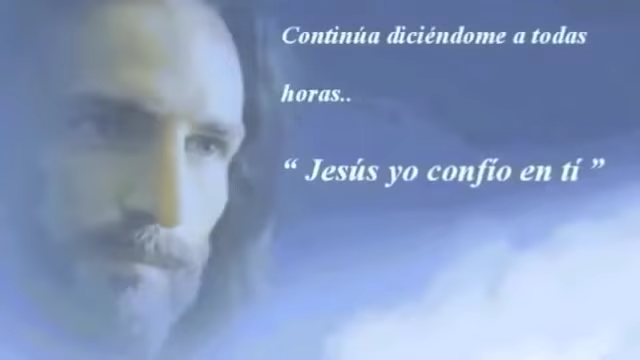 Continúa diciéndome a todas
horas..
“ Jesús yo confío en tí ”